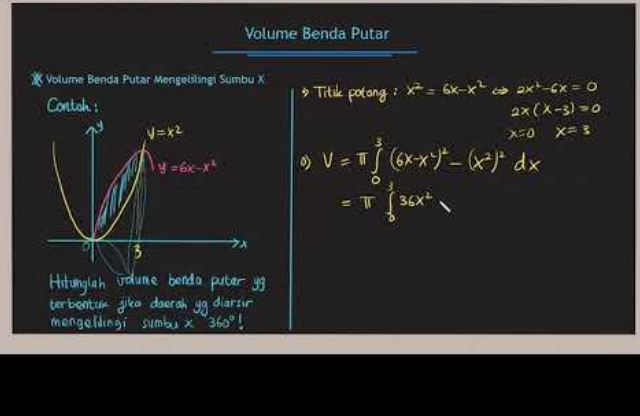 Volume Benda Putar
Volume Benda Putar Mengelilingi Sumbu X
Contoh :
y
y = x²
y = 6x - x²
0
3
x
Hitunglah volume benda putar yg
terbentuk jika daerah yg diarsir
mengelilingi sumbu x 360° !
Titik potong : x² = 6x - x² ⇔ 2x² - 6x = 0
2x (x - 3) = 0
x = 0 x = 3
V = π ∫₀³ (6x - x²)² - (x²)² dx
= π ∫₀³ 36x²